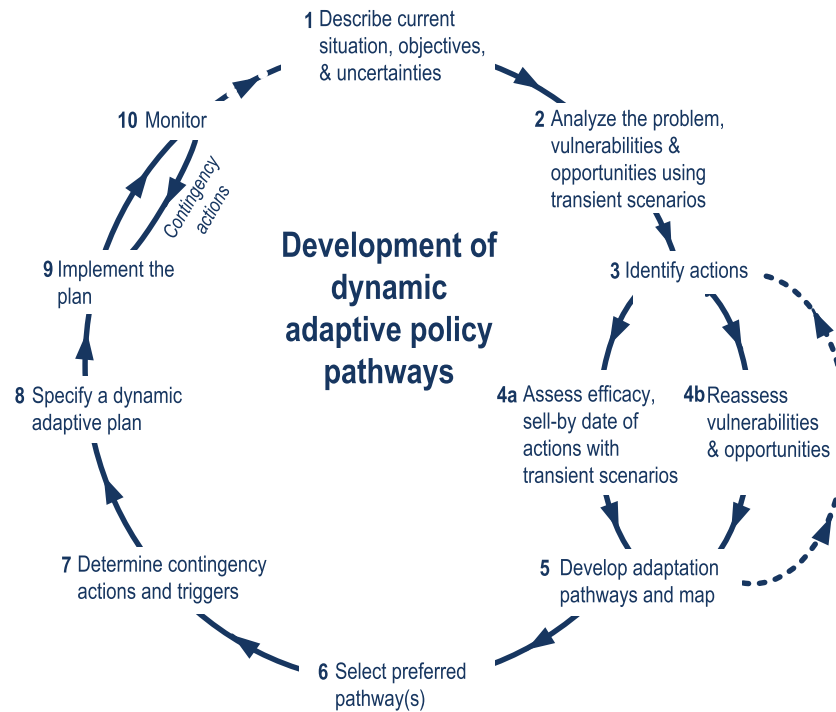 1 Describe current
situation, objectives,
& uncertainties
2 Analyze the problem,
vulnerabilities &
opportunities using
transient scenarios
3 Identify actions
4a Assess efficacy,
sell-by date of
actions with
transient scenarios
4b Reassess
vulnerabilities
& opportunities
5 Develop adaptation
pathways and map
6 Select preferred
pathway(s)
7 Determine contingency
actions and triggers
8 Specify a dynamic
adaptive plan
9 Implement the
plan
10 Monitor
Contingency
actions
Development of
dynamic
adaptive policy
pathways